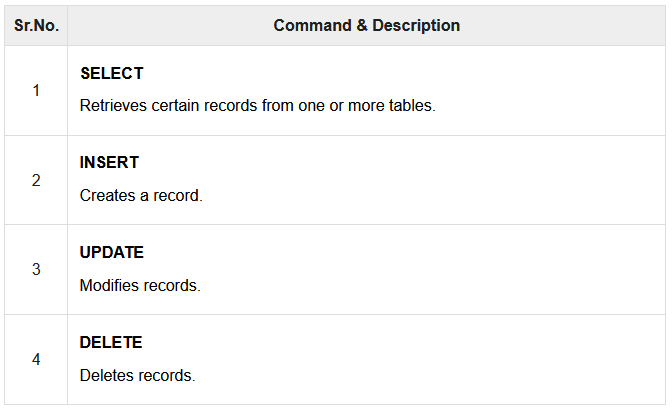 Sr.No. Command & Description
1
SELECT
Retrieves certain records from one or more tables.
2
INSERT
Creates a record.
3
UPDATE
Modifies records.
4
DELETE
Deletes records.